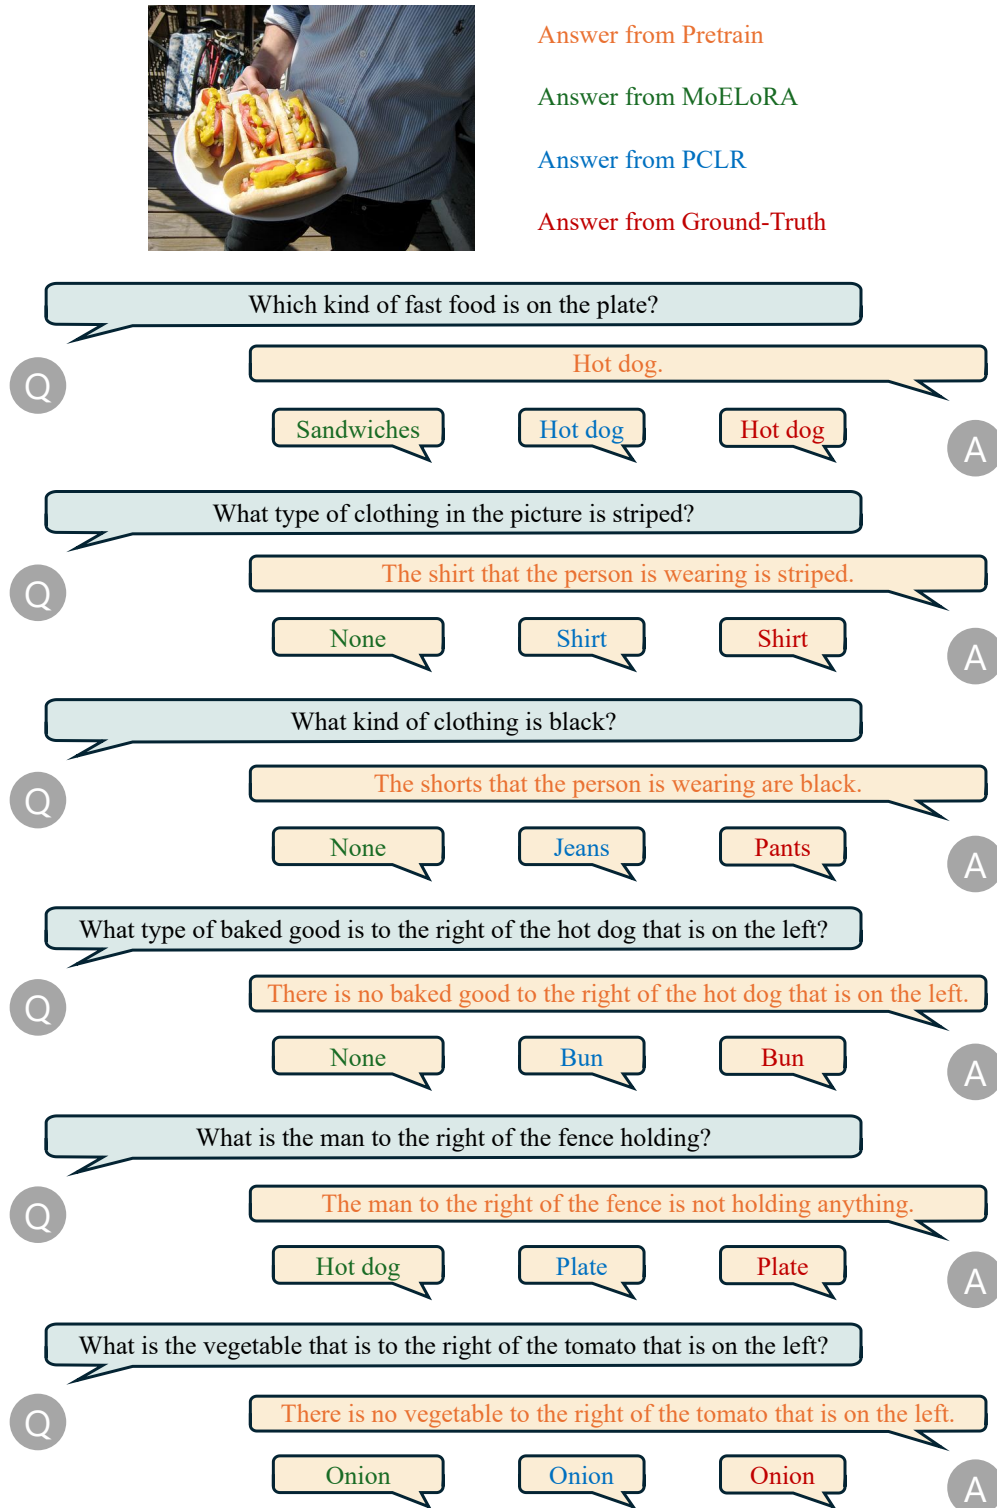 Answer from Pretrain
Answer from MoELoRA
Answer from PCLR
Answer from Ground-Truth
Which kind of fast food is on the plate?
Q
Hot dog.
Sandwiches
Hot dog
Hot dog
A
What type of clothing in the picture is striped?
Q
The shirt that the person is wearing is striped.
None
Shirt
Shirt
A
What kind of clothing is black?
Q
The shorts that the person is wearing are black.
None
Jeans
Pants
A
What type of baked good is to the right of the hot dog that is on the left?
Q
There is no baked good to the right of the hot dog that is on the left.
None
Bun
Bun
A
What is the man to the right of the fence holding?
Q
The man to the right of the fence is not holding anything.
Hot dog
Plate
Plate
A
What is the vegetable that is to the right of the tomato that is on the left?
Q
There is no vegetable to the right of the tomato that is on the left.
Onion
Onion
Onion
A